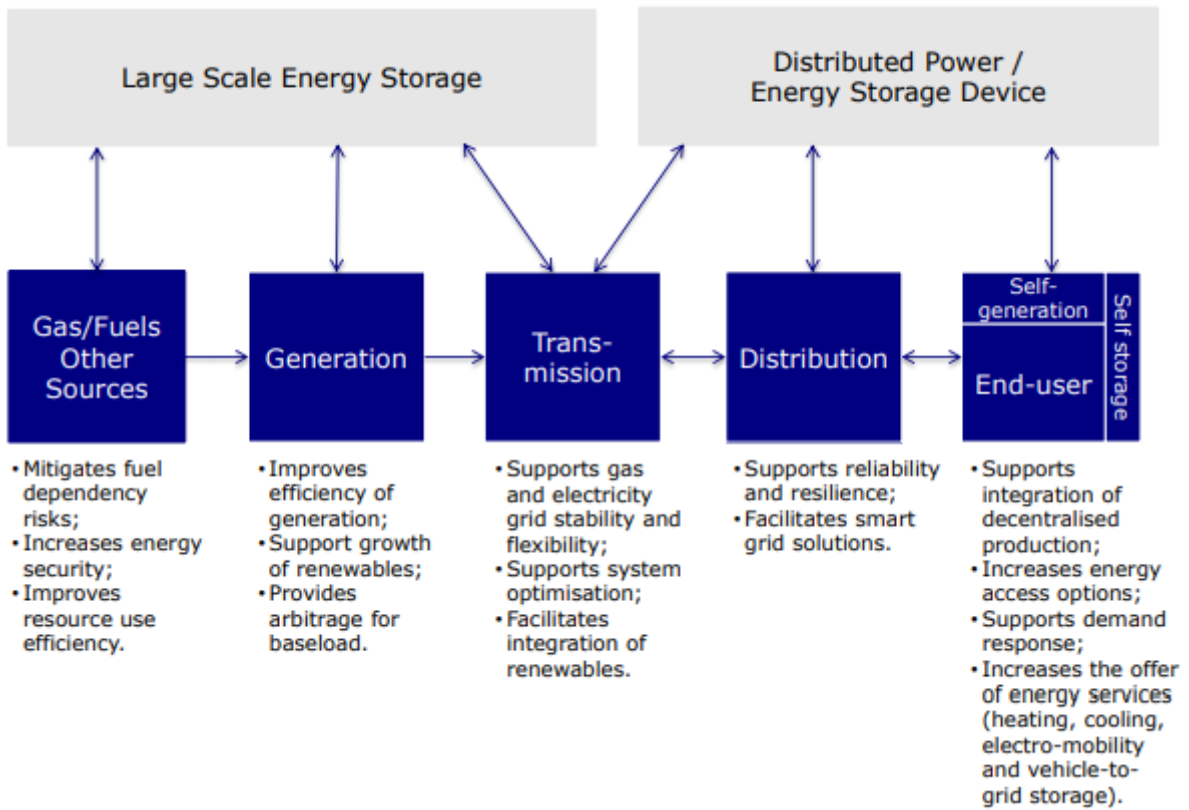 Large Scale Energy Storage
Distributed Power /
Energy Storage Device
Gas/Fuels
Other
Sources
Generation
Trans-
mission
Distribution
Self-
generation
End-user
Self storage
• Mitigates fuel
dependency
risks;
• Increases energy
security;
• Improves
resource use
efficiency.
• Improves
efficiency of
generation;
• Support growth
of renewables;
• Provides
arbitrage for
baseload.
• Supports gas
and electricity
grid stability and
flexibility;
• Supports system
optimisation;
• Facilitates
integration of
renewables.
• Supports reliability
and resilience;
• Facilitates smart
grid solutions.
• Supports
integration of
decentralised
production;
• Increases energy
access options;
• Supports demand
response;
• Increases the offer
of energy services
(heating, cooling,
electro-mobility
and vehicle-to-
grid storage).